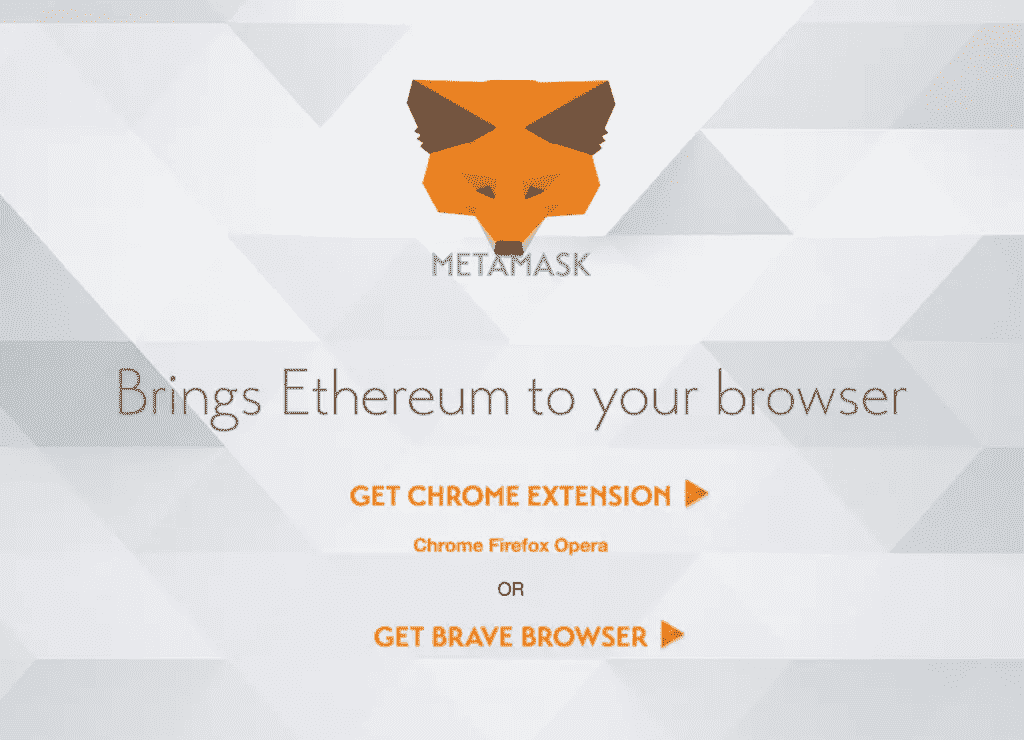 METAMASK
Brings Ethereum to your browser
GET CHROME EXTENSION
Chrome Firefox Opera
OR
GET BRAVE BROWSER